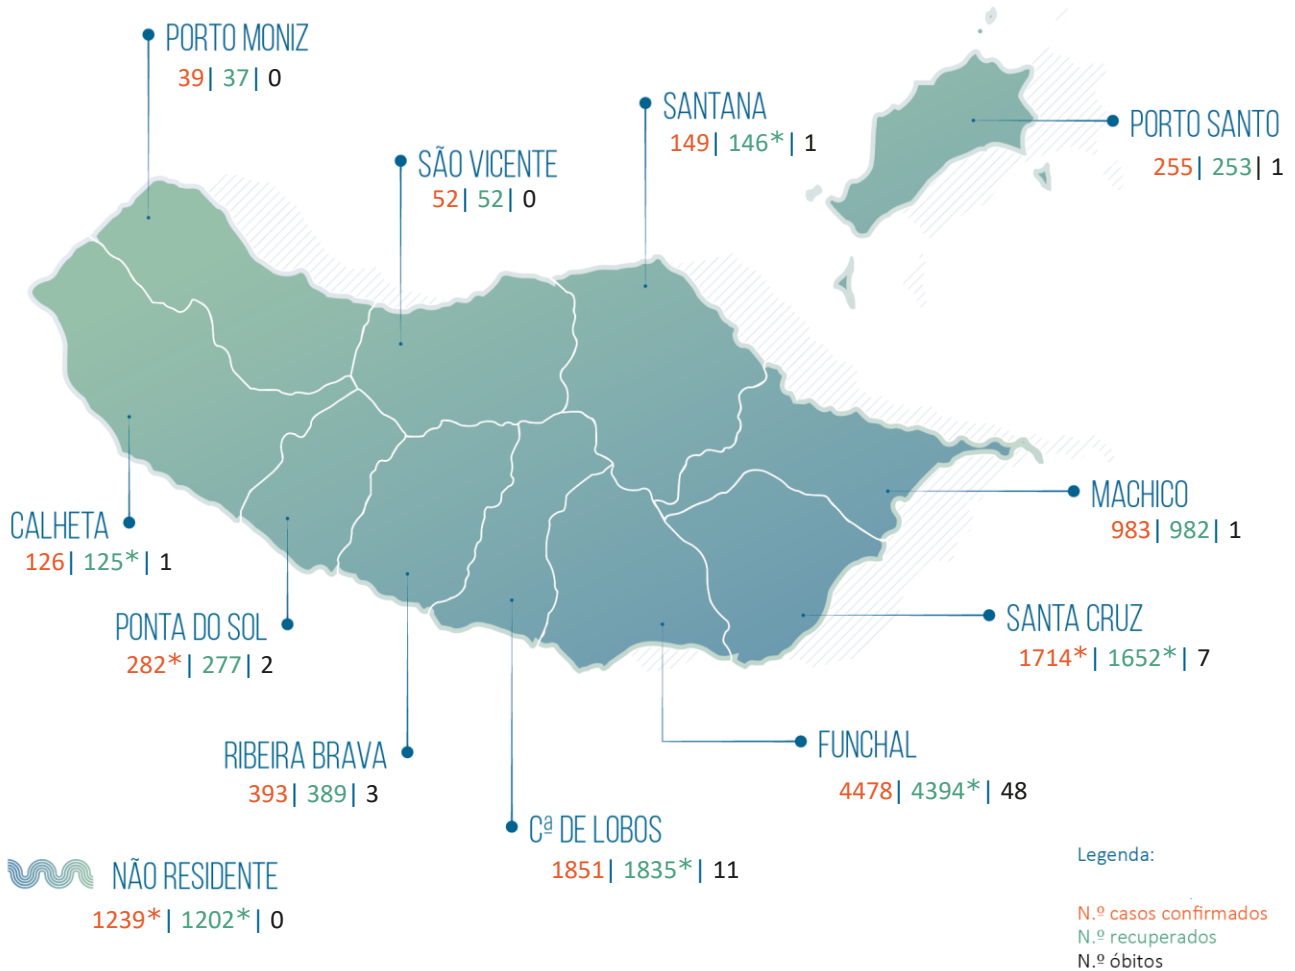 PORTO MONIZ
39| 37| 0
SANTANA
149| 146*| 1
PORTO SANTO
255| 253| 1
SÃO VICENTE
52| 52| 0
MACHICO
983| 982| 1
CALHETA
126| 125*| 1
PONTA DO SOL
282*| 277| 2
SANTA CRUZ
1714*| 1652*| 7
RIBEIRA BRAVA
393| 389| 3
FUNCHAL
4478| 4394*| 48
Cª DE LOBOS
1851| 1835*| 11
NÃO RESIDENTE
1239*| 1202*| 0
Legenda:
N.º casos confirmados
N.º recuperados
N.º óbitos